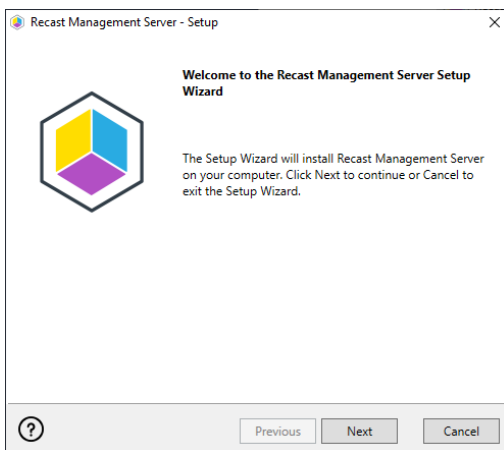 Recast Management Server - Setup
Welcome to the Recast Management Server Setup
Wizard
The Setup Wizard will install Recast Management Server
on your computer. Click Next to continue or Cancel to
exit the Setup Wizard.
?
Previous
Next
Cancel